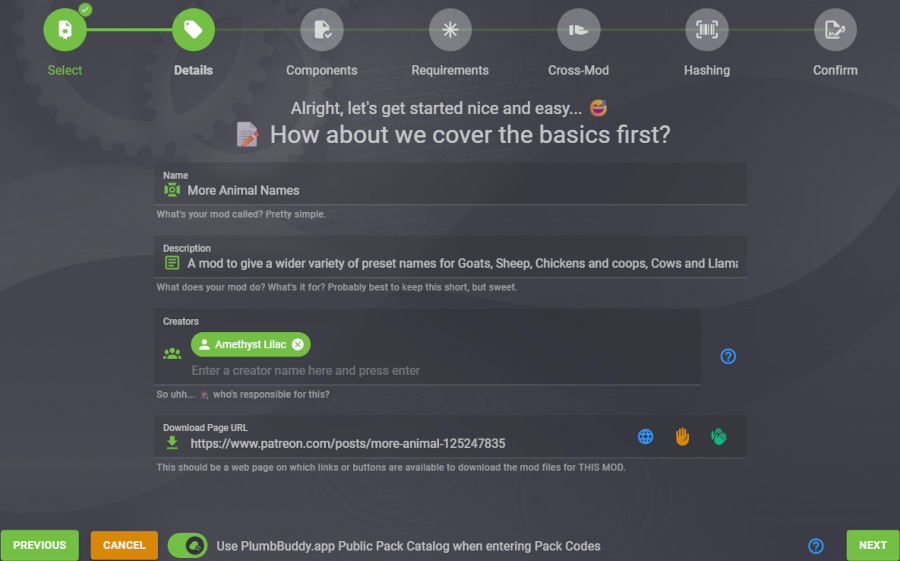 Select
Details
Components
Requirements
Cross-Mod
Hashing
Confirm
Alright, let's get started nice and easy... 😅
📝 How about we cover the basics first?
Name
More Animal Names
What's your mod called? Pretty simple.
Description
A mod to give a wider variety of preset names for Goats, Sheep, Chickens and coops, Cows and Llama
What does your mod do? What's it for? Probably best to keep this short, but sweet.
Creators
Amethyst Lilac
Enter a creator name here and press enter
So uhh... who's responsible for this?
Download Page URL
https://www.patreon.com/posts/more-animal-125247835
This should be a web page on which links or buttons are available to download the mod files for THIS MOD.
PREVIOUS
CANCEL
Use PlumbBuddy.app Public Pack Catalog when entering Pack Codes
NEXT